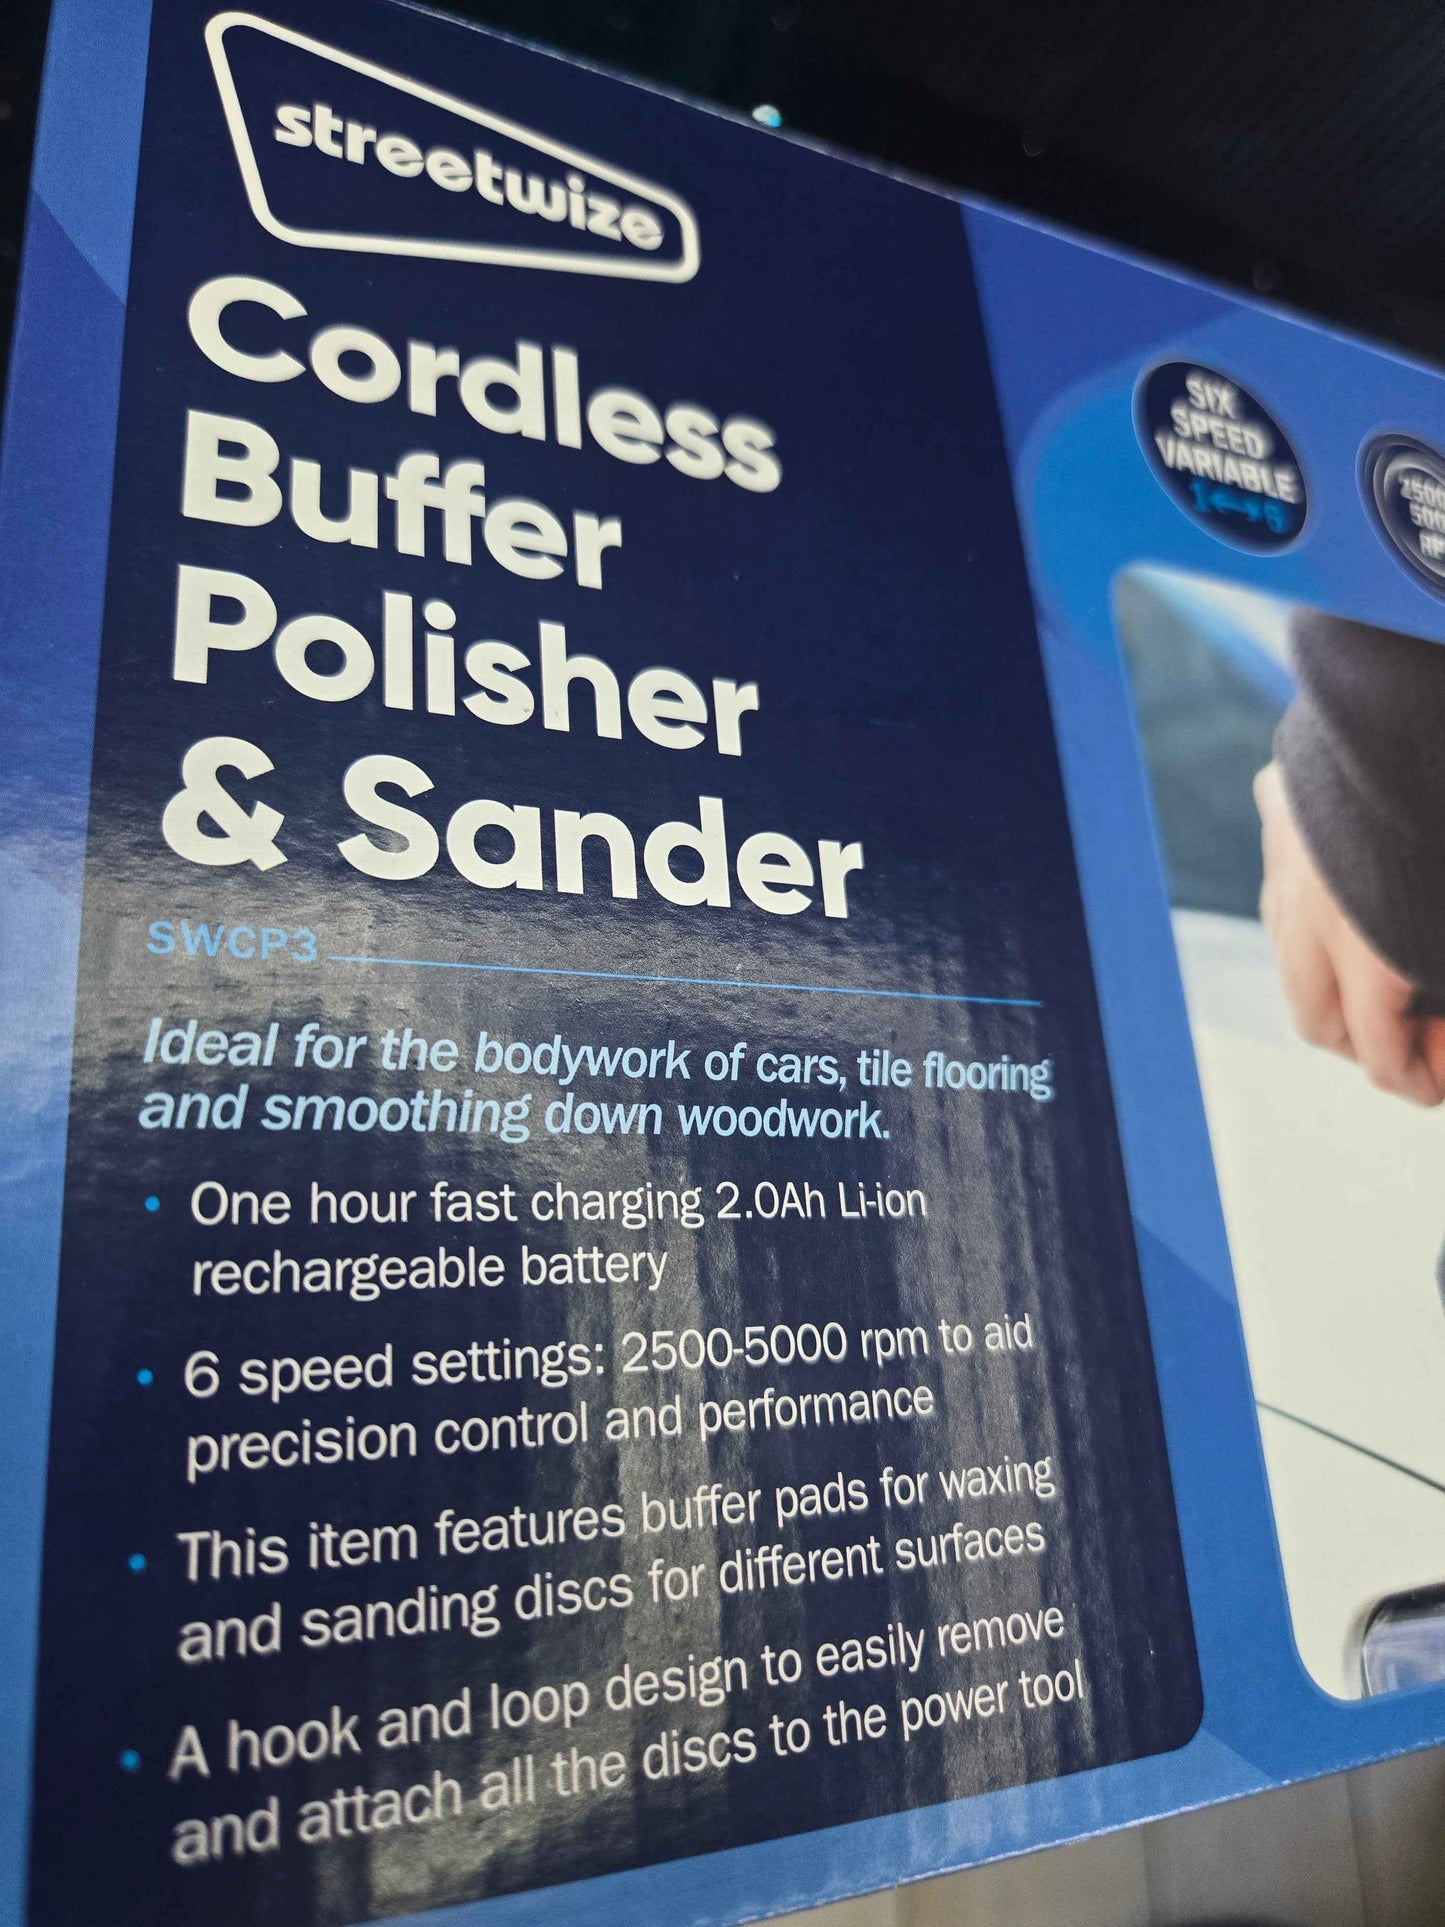 streetwize
Cordless
Buffer
Polisher
& Sander
SWCP3
Ideal for the bodywork of cars, tile flooring
and smoothing down woodwork.
• One hour fast charging 2.0Ah Li-ion
rechargeable battery
• 6 speed settings: 2500-5000 rpm to aid
precision control and performance
• This item features buffer pads for waxing
and sanding discs for different surfaces
• A hook and loop design to easily remove
and attach all the discs to the power tool
SIX
SPEED
VARIABLE
1↔6
2500